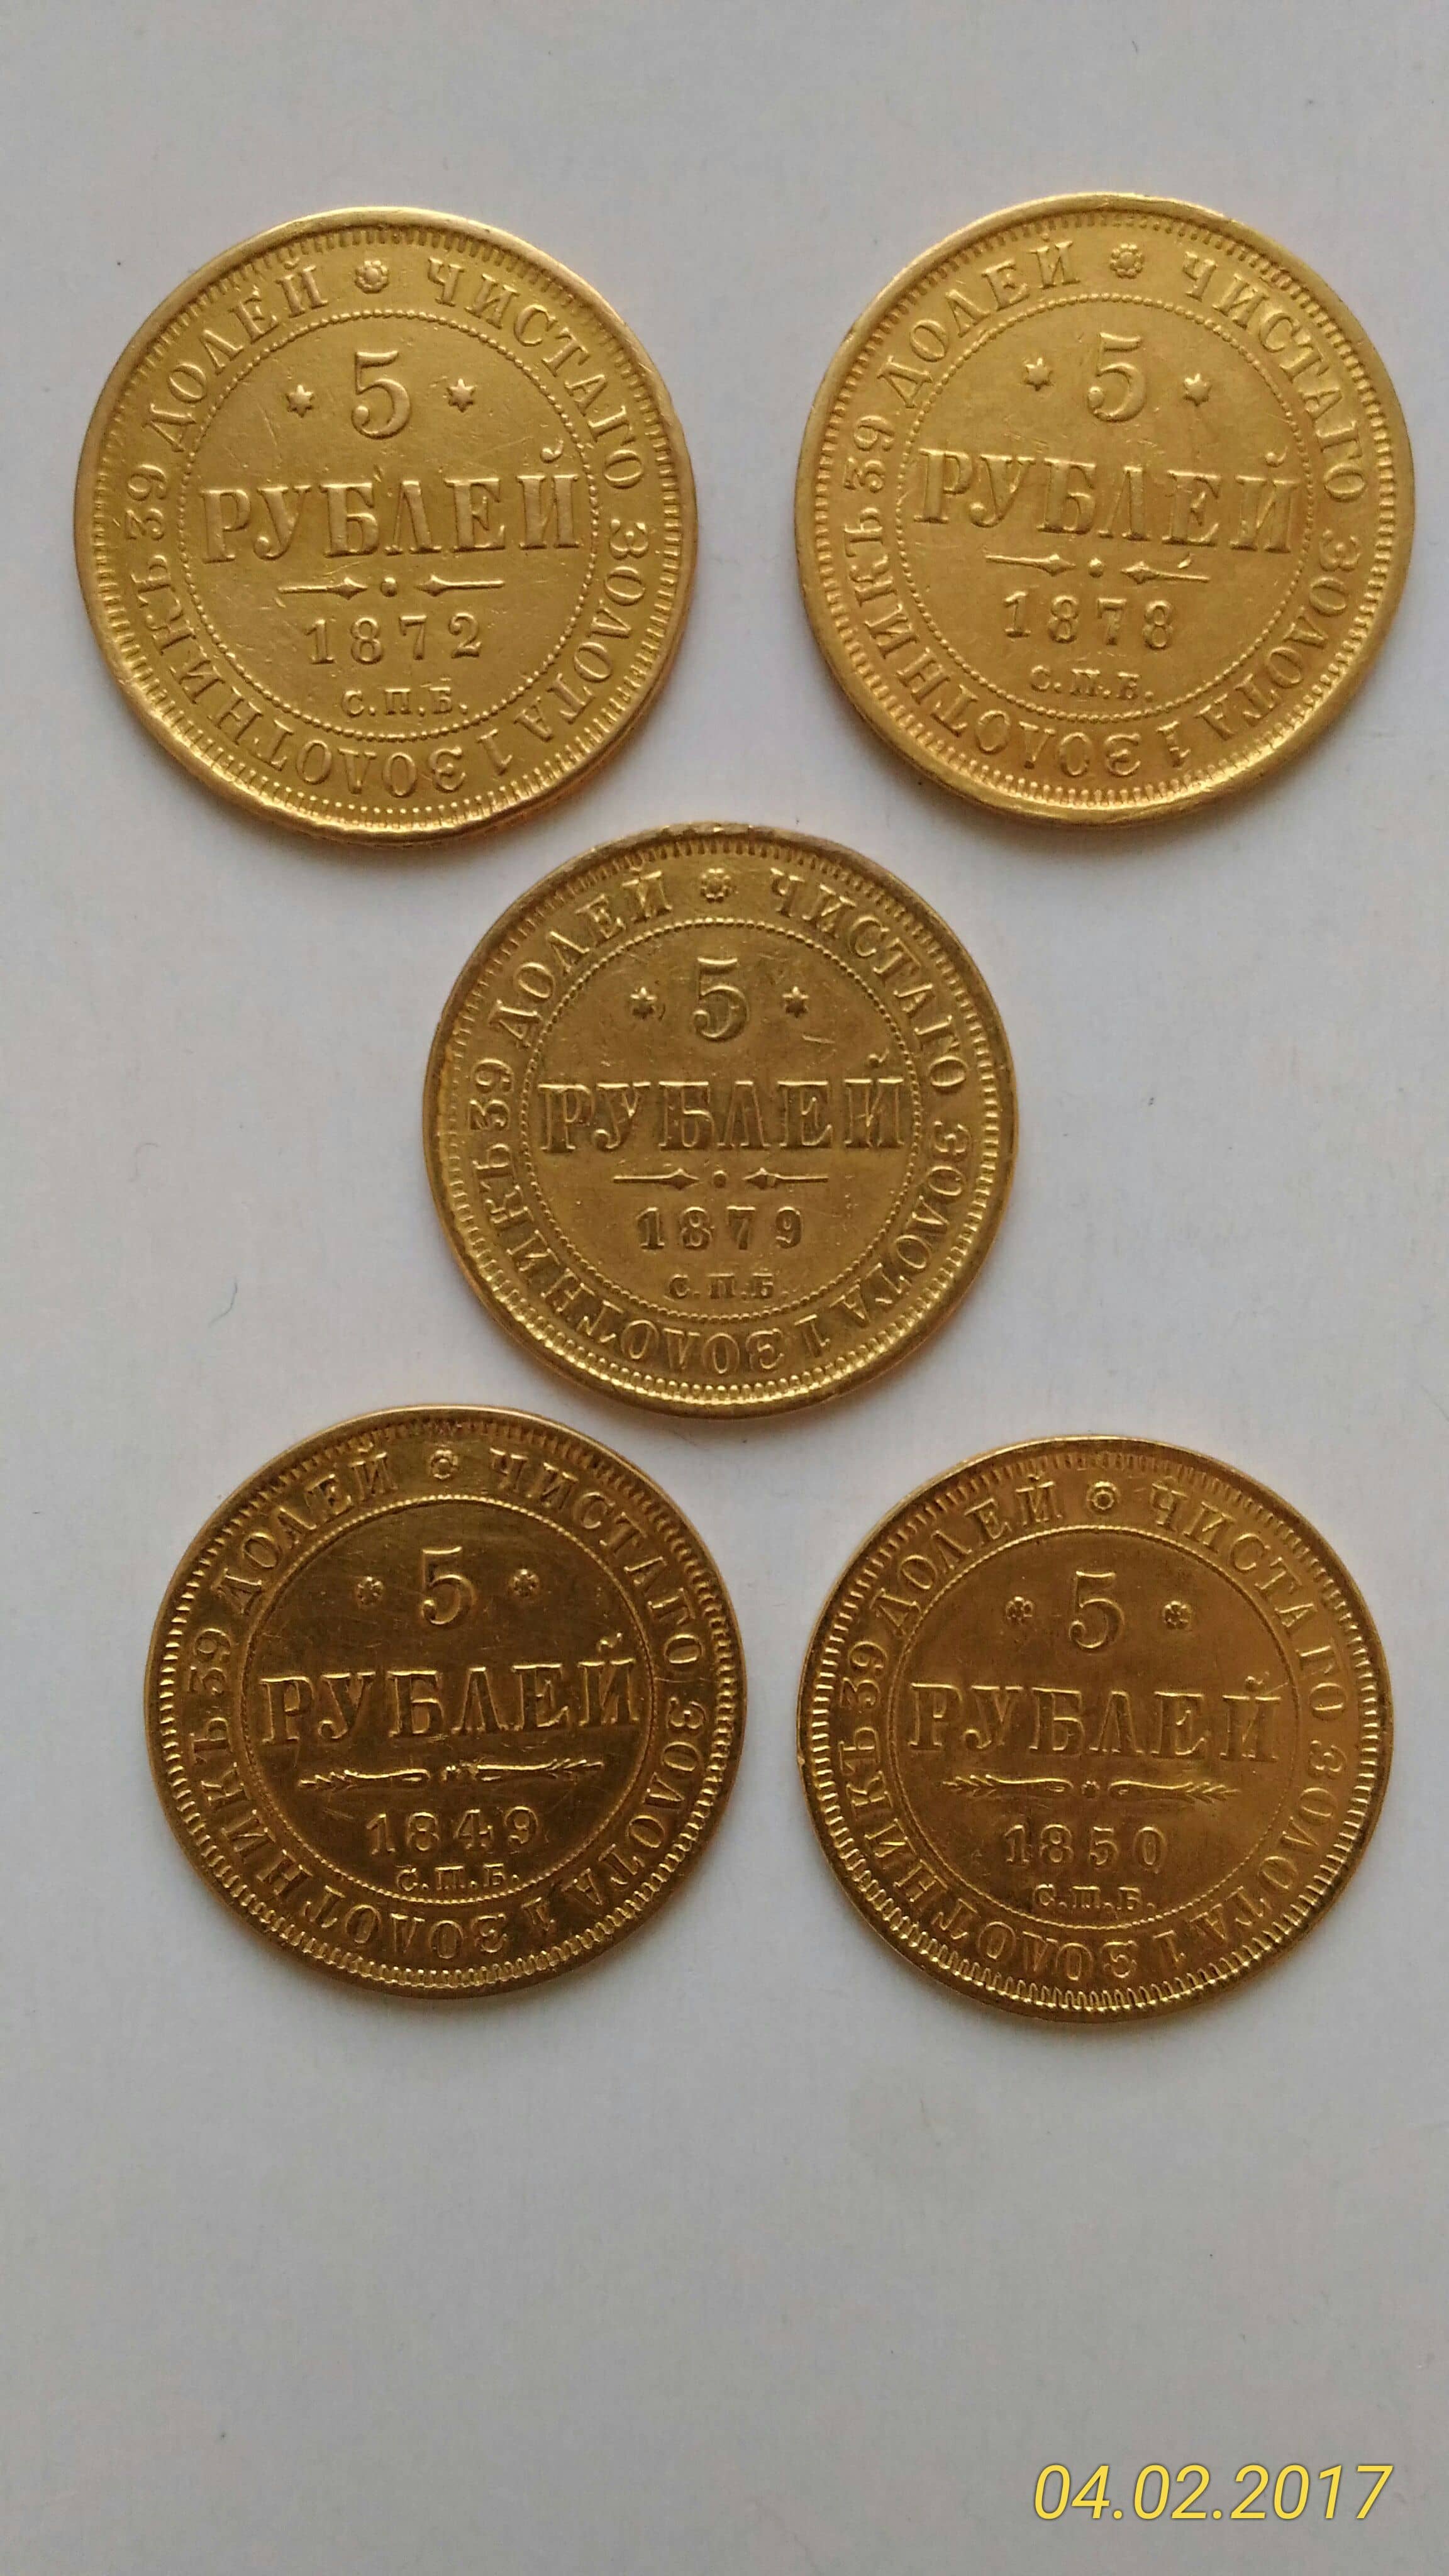 ЧИСТАГО ЗОЛОТА 1 ЗОЛОТНИКЪ 39 ДОЛЕЙ
5
РУБЛЕЙ
1872
С.П.Б.
ЧИСТАГО ЗОЛОТА 1 ЗОЛОТНИКЪ 39 ДОЛЕЙ
5
РУБЛЕЙ
1878
С.П.Б.
ЧИСТАГО ЗОЛОТА 1 ЗОЛОТНИКЪ 39 ДОЛЕЙ
5
РУБЛЕЙ
1879
С.П.Б.
ЧИСТАГО ЗОЛОТА 1 ЗОЛОТНИКЪ 39 ДОЛЕЙ
5
РУБЛЕЙ
1849
С.П.Б.
ЧИСТАГО ЗОЛОТА 1 ЗОЛОТНИКЪ 39 ДОЛЕЙ
5
РУБЛЕЙ
1850
С.П.Б.
04.02.2017